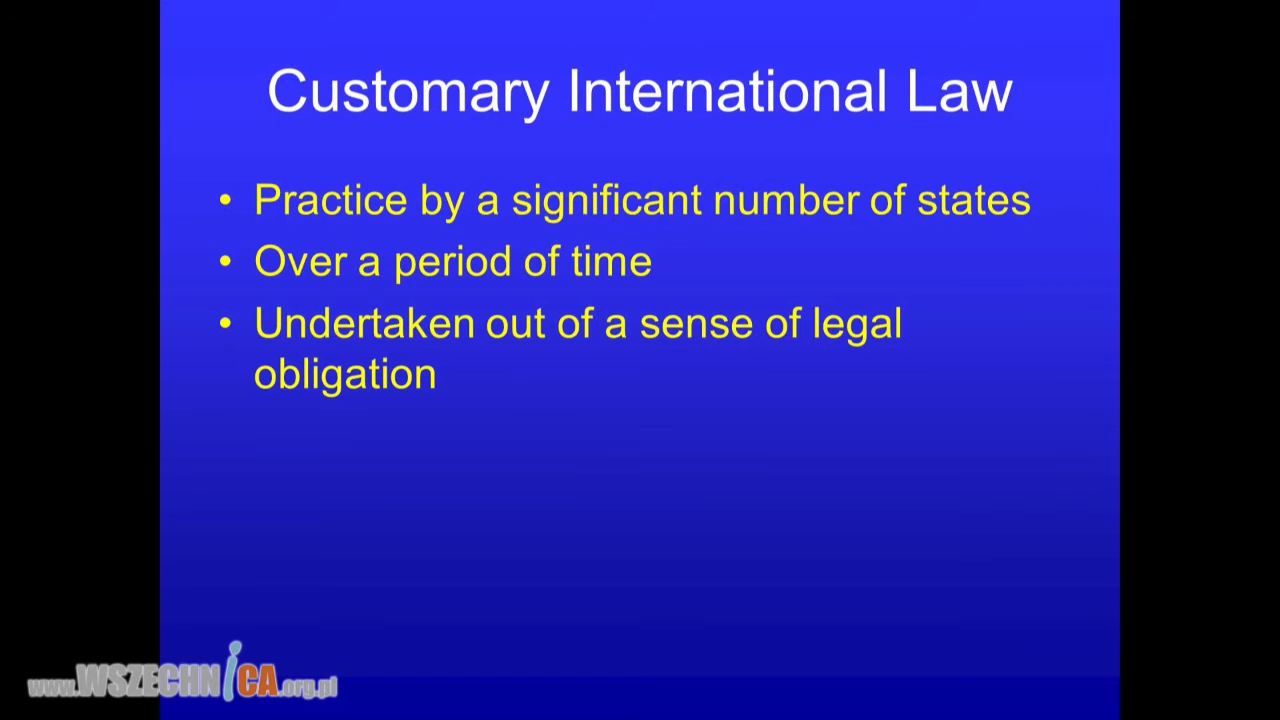 Customary International Law
• Practice by a significant number of states
• Over a period of time
• Undertaken out of a sense of legal
obligation
www.WSZECHNiCA.org.pl